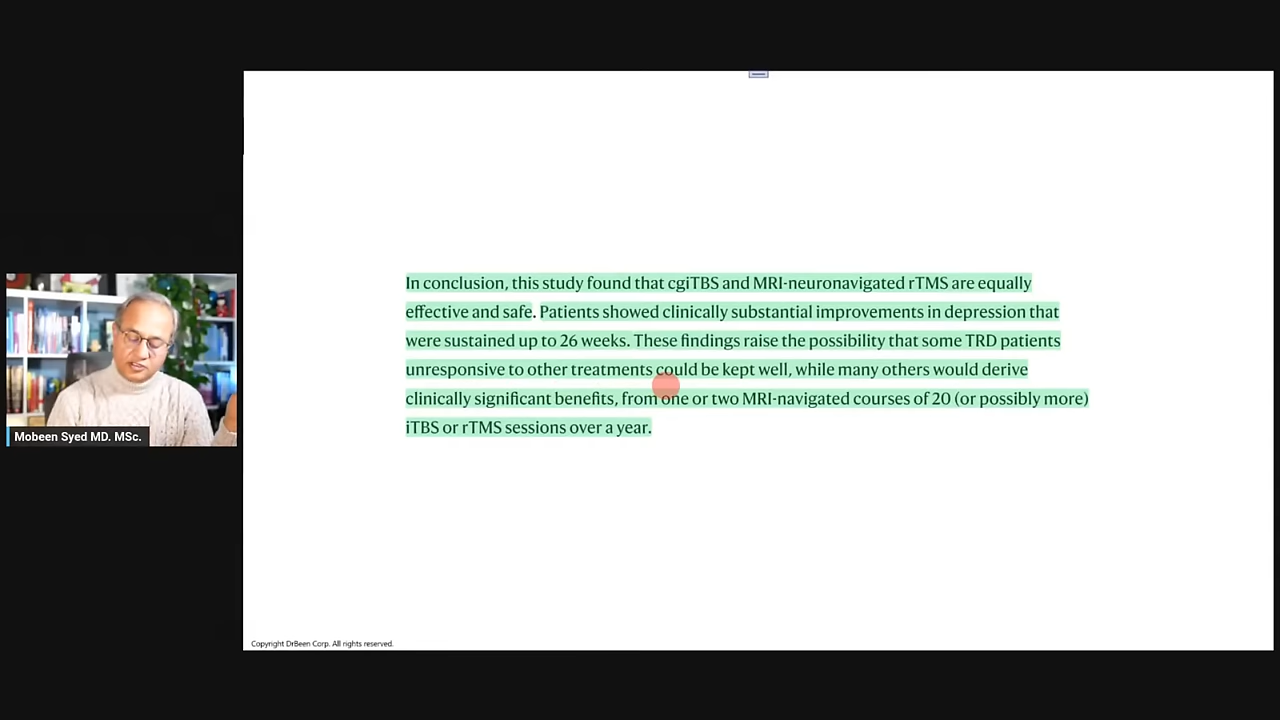 In conclusion, this study found that cgiTBS and MRI-neuronavigated rTMS are equally
effective and safe. Patients showed clinically substantial improvements in depression that
were sustained up to 26 weeks. These findings raise the possibility that some TRD patients
unresponsive to other treatments could be kept well, while many others would derive
clinically significant benefits, from one or two MRI-navigated courses of 20 (or possibly more)
iTBS or rTMS sessions over a year.
Mobeen Syed MD. MSc.
Copyright DrBeen Corp. All rights reserved.